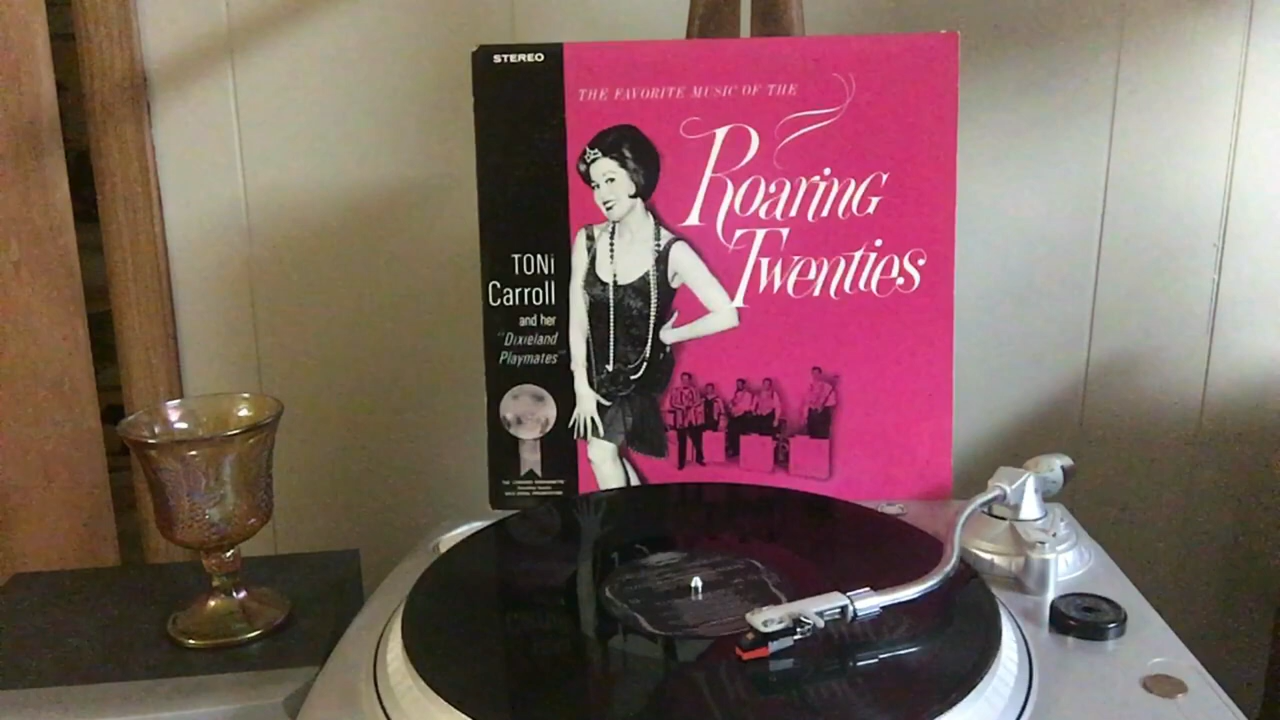 STEREO
THE FAVORITE MUSIC OF THE
Roaring
Twenties
TONi
Carroll
and her
"Dixieland
Playmates"